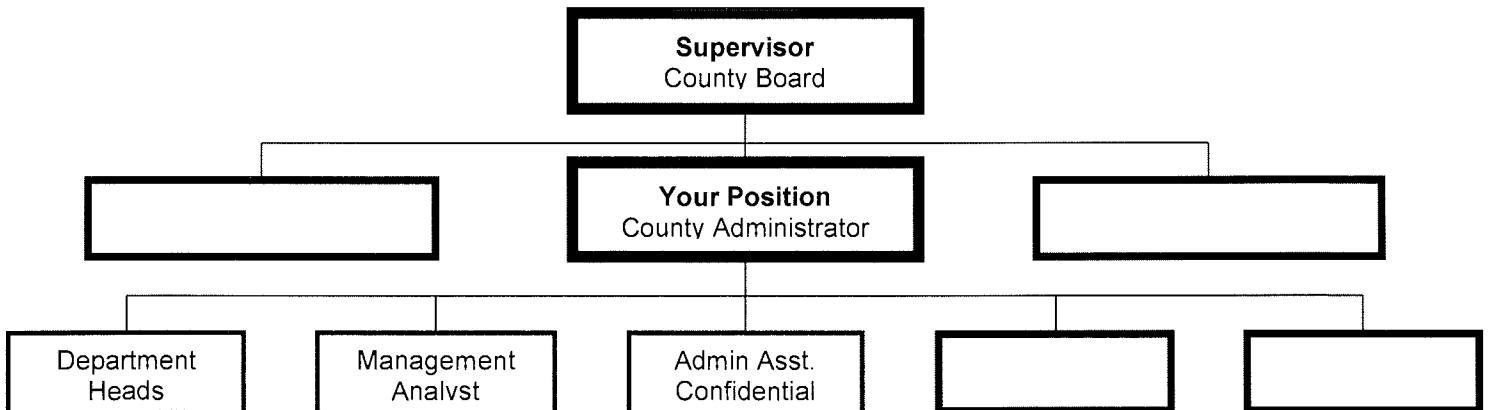 Supervisor
County Board
Your Position
County Administrator
Department
Heads
Management
Analyst
Admin Asst.
Confidential